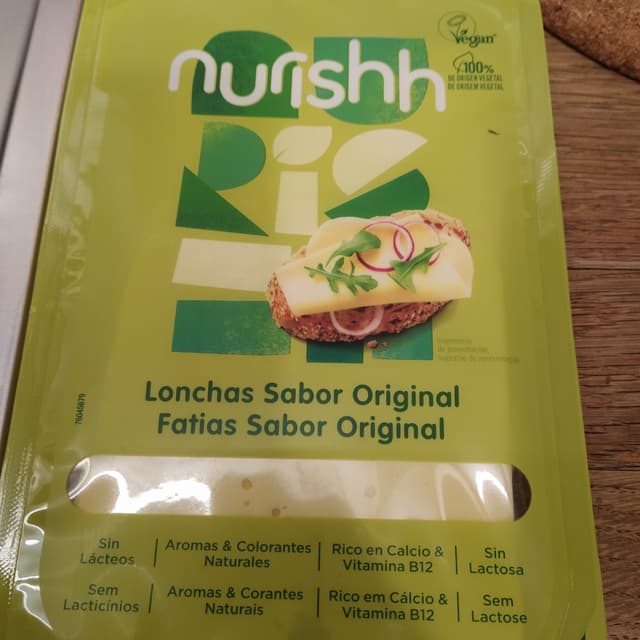 vegan
nurishh
100%
DE ORIGEN VEGETAL
DE ORIGEM VEGETAL
Lonchas Sabor Original
Fatias Sabor Original
76045679
Sin Lácteos
Aromas & Colorantes Naturales
Rico en Calcio & Vitamina B12
Sin Lactosa
Sem Lacticínios
Aromas & Corantes Naturais
Rico em Cálcio & Vitamina B12
Sem Lactose